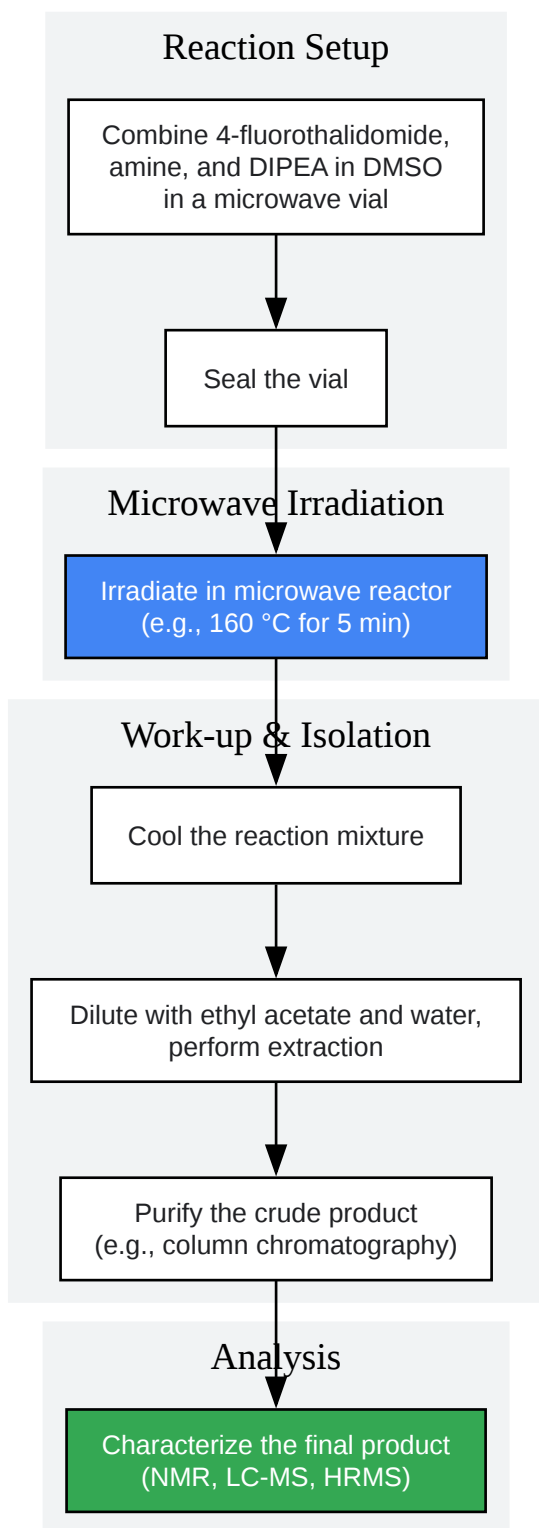 Reaction Setup
Combine 4-fluorothalidomide,
amine, and DIPEA in DMSO
in a microwave vial
Seal the vial
Microwave Irradiation
Irradiate in microwave reactor
(e.g., 160 °C for 5 min)
Work-up & Isolation
Cool the reaction mixture
Dilute with ethyl acetate and water,
perform extraction
Purify the crude product
(e.g., column chromatography)
Analysis
Characterize the final product
(NMR, LC-MS, HRMS)